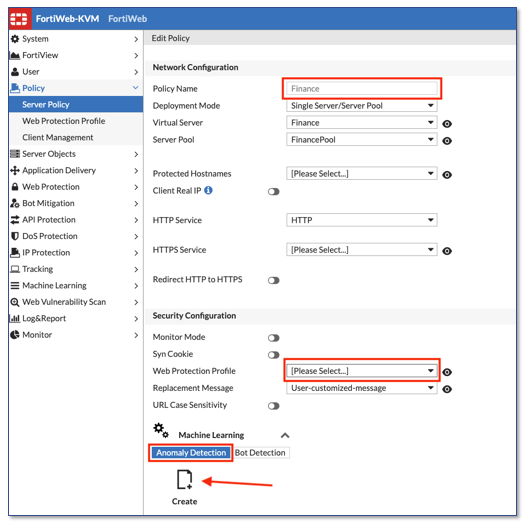 FortiWeb-KVM FortiWeb
System
FortiView
User
Policy
Server Policy
Web Protection Profile
Client Management
Server Objects
Application Delivery
Web Protection
Bot Mitigation
API Protection
DoS Protection
IP Protection
Tracking
Machine Learning
Web Vulnerability Scan
Log&Report
Monitor
Edit Policy
Network Configuration
Policy Name Finance
Deployment Mode Single Server/Server Pool
Virtual Server Finance
Server Pool FinancePool
Protected Hostnames [Please Select...]
Client Real IP
HTTP Service HTTP
HTTPS Service [Please Select...]
Redirect HTTP to HTTPS
Security Configuration
Monitor Mode
Syn Cookie
Web Protection Profile [Please Select...]
Replacement Message User-customized-message
URL Case Sensitivity
Machine Learning
Anomaly Detection Bot Detection
Create